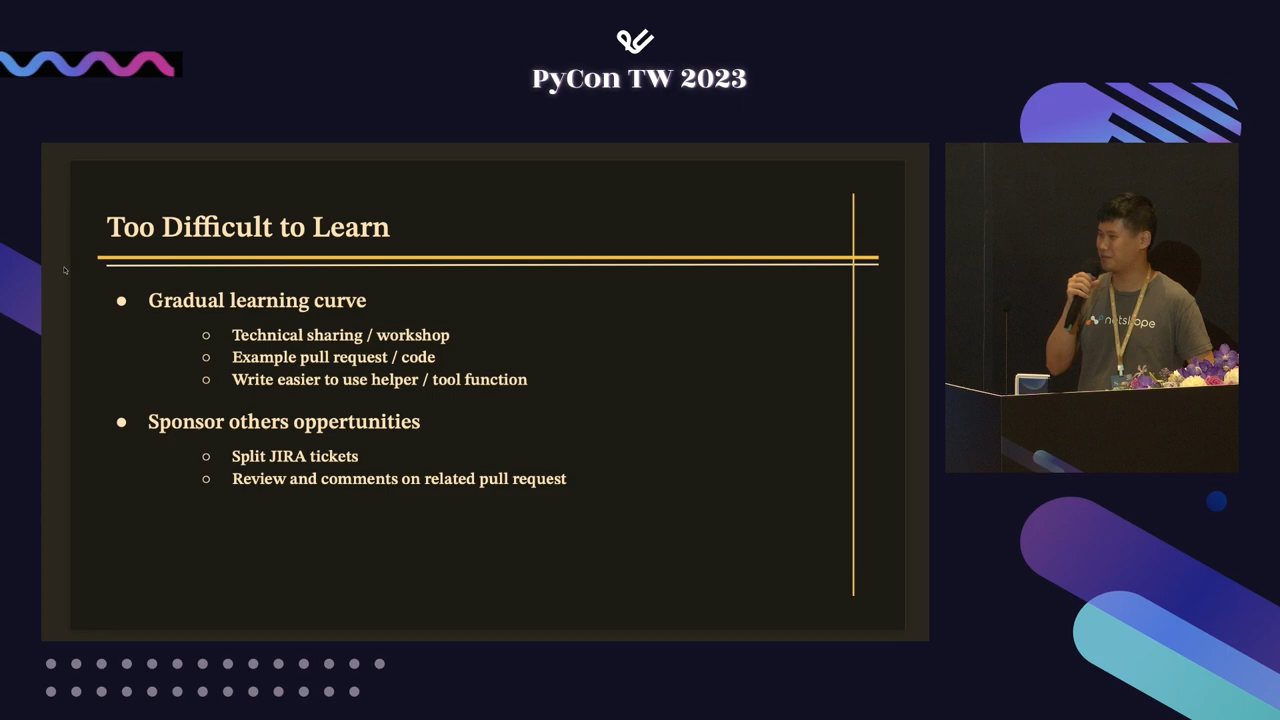 PyCon TW 2023
Too Difficult to Learn
Gradual learning curve
Technical sharing / workshop
Example pull request / code
Write easier to use helper / tool function
Sponsor others oppertunities
Split JIRA tickets
Review and comments on related pull request
netskope